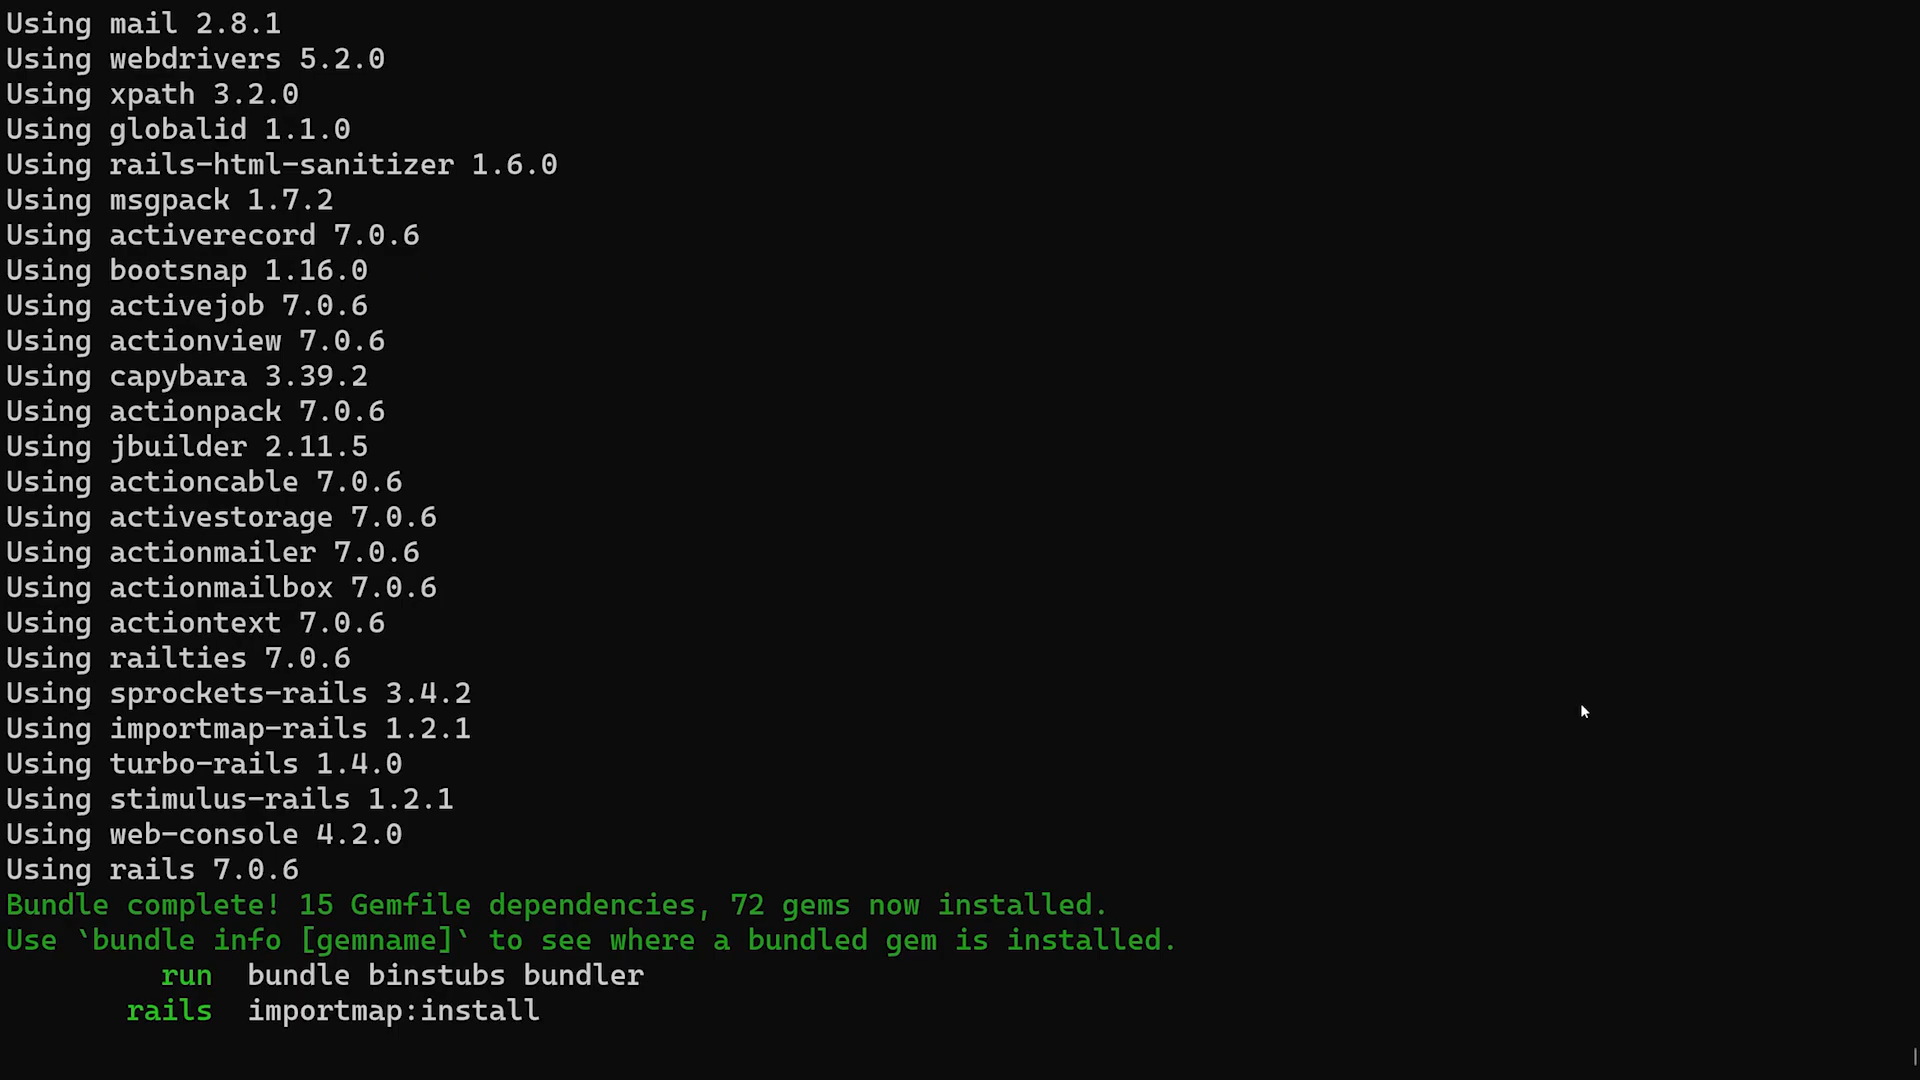 Using mail 2.8.1
Using webdrivers 5.2.0
Using xpath 3.2.0
Using globalid 1.1.0
Using rails-html-sanitizer 1.6.0
Using msgpack 1.7.2
Using activerecord 7.0.6
Using bootsnap 1.16.0
Using activejob 7.0.6
Using actionview 7.0.6
Using capybara 3.39.2
Using actionpack 7.0.6
Using jbuilder 2.11.5
Using actioncable 7.0.6
Using activestorage 7.0.6
Using actionmailer 7.0.6
Using actionmailbox 7.0.6
Using actiontext 7.0.6
Using railties 7.0.6
Using sprockets-rails 3.4.2
Using importmap-rails 1.2.1
Using turbo-rails 1.4.0
Using stimulus-rails 1.2.1
Using web-console 4.2.0
Using rails 7.0.6
Bundle complete! 15 Gemfile dependencies, 72 gems now installed.
Use `bundle info [gemname]` to see where a bundled gem is installed.
run  bundle binstubs bundler
rails  importmap:install